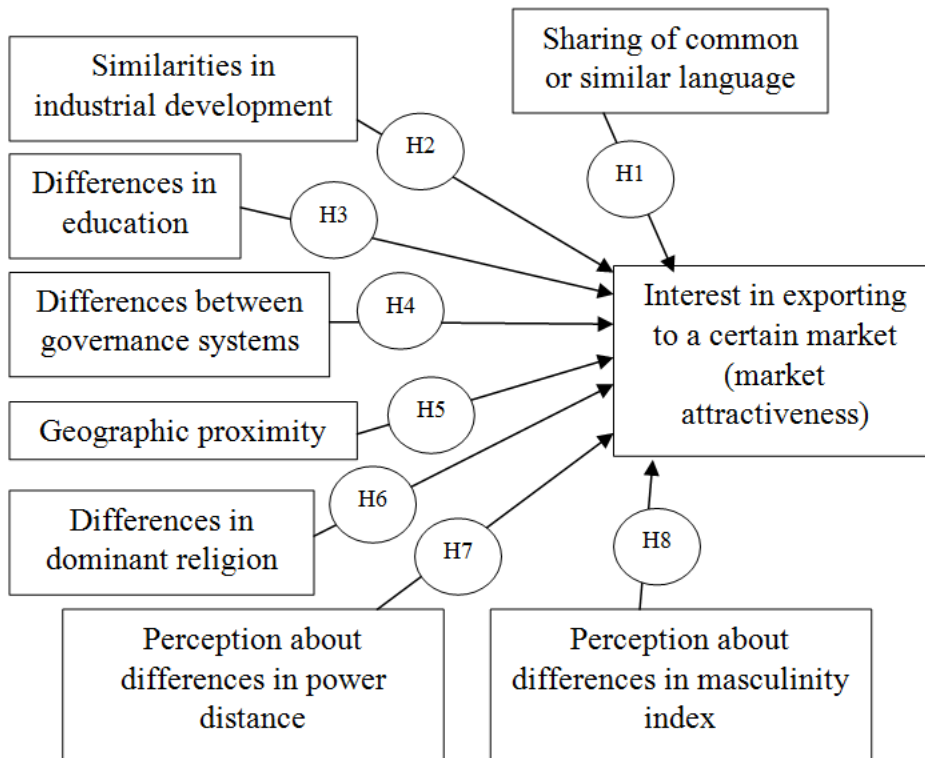 Similarities in
industrial development
Sharing of common
or similar language
H2
H1
Differences in
education
H3
Differences between
governance systems
H4
Interest in exporting
to a certain market
(market
attractiveness)
Geographic proximity
H5
Differences in
dominant religion
H6
H7
H8
Perception about
differences in power
distance
Perception about
differences in masculinity
index